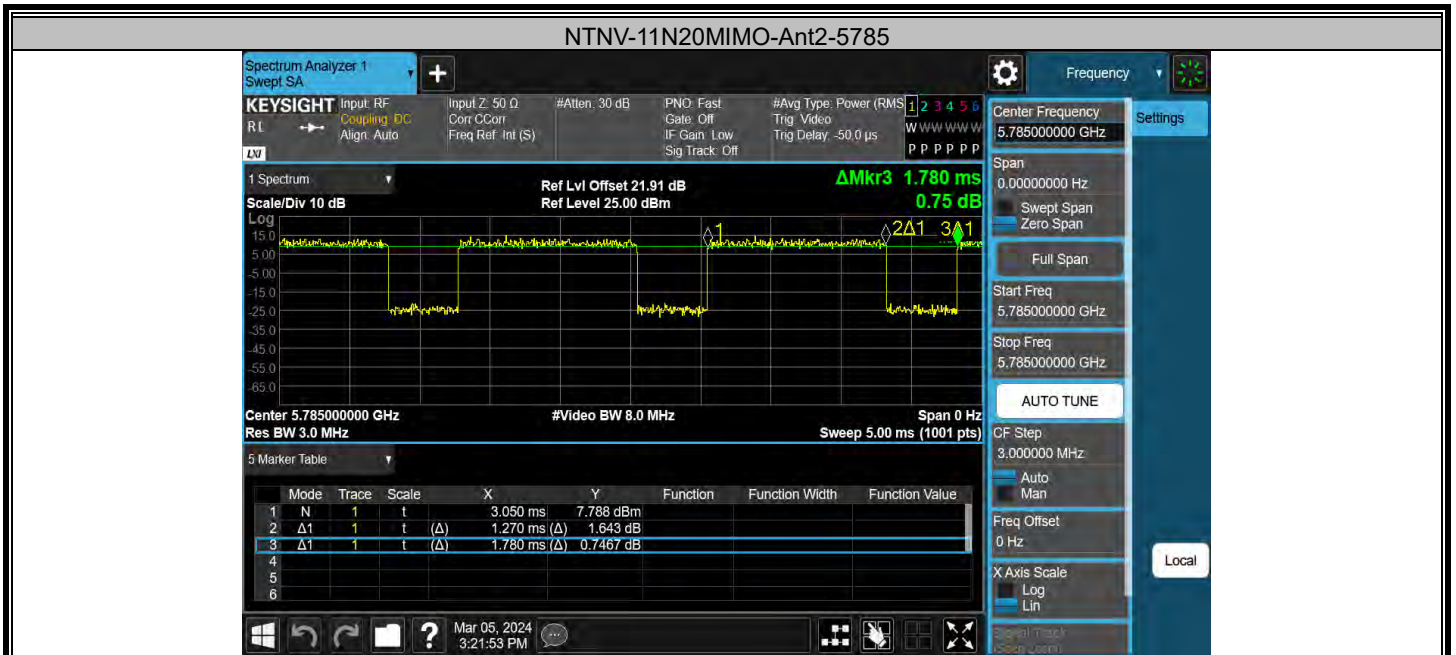 NTNV-11N20MIMO-Ant2-5785
Spectrum Analyzer 1
Swept SA
Frequency
KEYSIGHT
RL
LXI
Input: RF
Coupling: DC
Align: Auto
Input Z: 50 Ω
Corr CCorr
Freq Ref: Int (S)
#Atten: 30 dB
PNO: Fast
Gate: Off
IF Gain: Low
Sig Track: Off
#Avg Type: Power (RMS
Trig: Video
Trig Delay: -50.0 µs
1 2 3 4 5 6
W W W W W W
P P P P P P
1 Spectrum
Scale/Div 10 dB
Ref Lvl Offset 21.91 dB
Ref Level 25.00 dBm
ΔMkr3 1.780 ms
0.75 dB
Log
15.0
5.00
-5.00
-15.0
-25.0
-35.0
-45.0
-55.0
-65.0
1
2Δ1
3Δ1
Center 5.785000000 GHz
#Video BW 8.0 MHz
Span 0 Hz
Res BW 3.0 MHz
Sweep 5.00 ms (1001 pts)
5 Marker Table
Mode Trace Scale X Y Function Function Width Function Value
1 N 1 t 3.050 ms 7.788 dBm
2 Δ1 1 t (Δ) 1.270 ms (Δ) 1.643 dB
3 Δ1 1 t (Δ) 1.780 ms (Δ) 0.7467 dB
4
5
6
?
Mar 05, 2024
3:21:53 PM
Center Frequency
5.785000000 GHz
Settings
Span
0.00000000 Hz
Swept Span
Zero Span
Full Span
Start Freq
5.785000000 GHz
Stop Freq
5.785000000 GHz
AUTO TUNE
CF Step
3.000000 MHz
Auto
Man
Freq Offset
0 Hz
X Axis Scale
Log
Lin
Local
Signal Track
(Span Zoom)